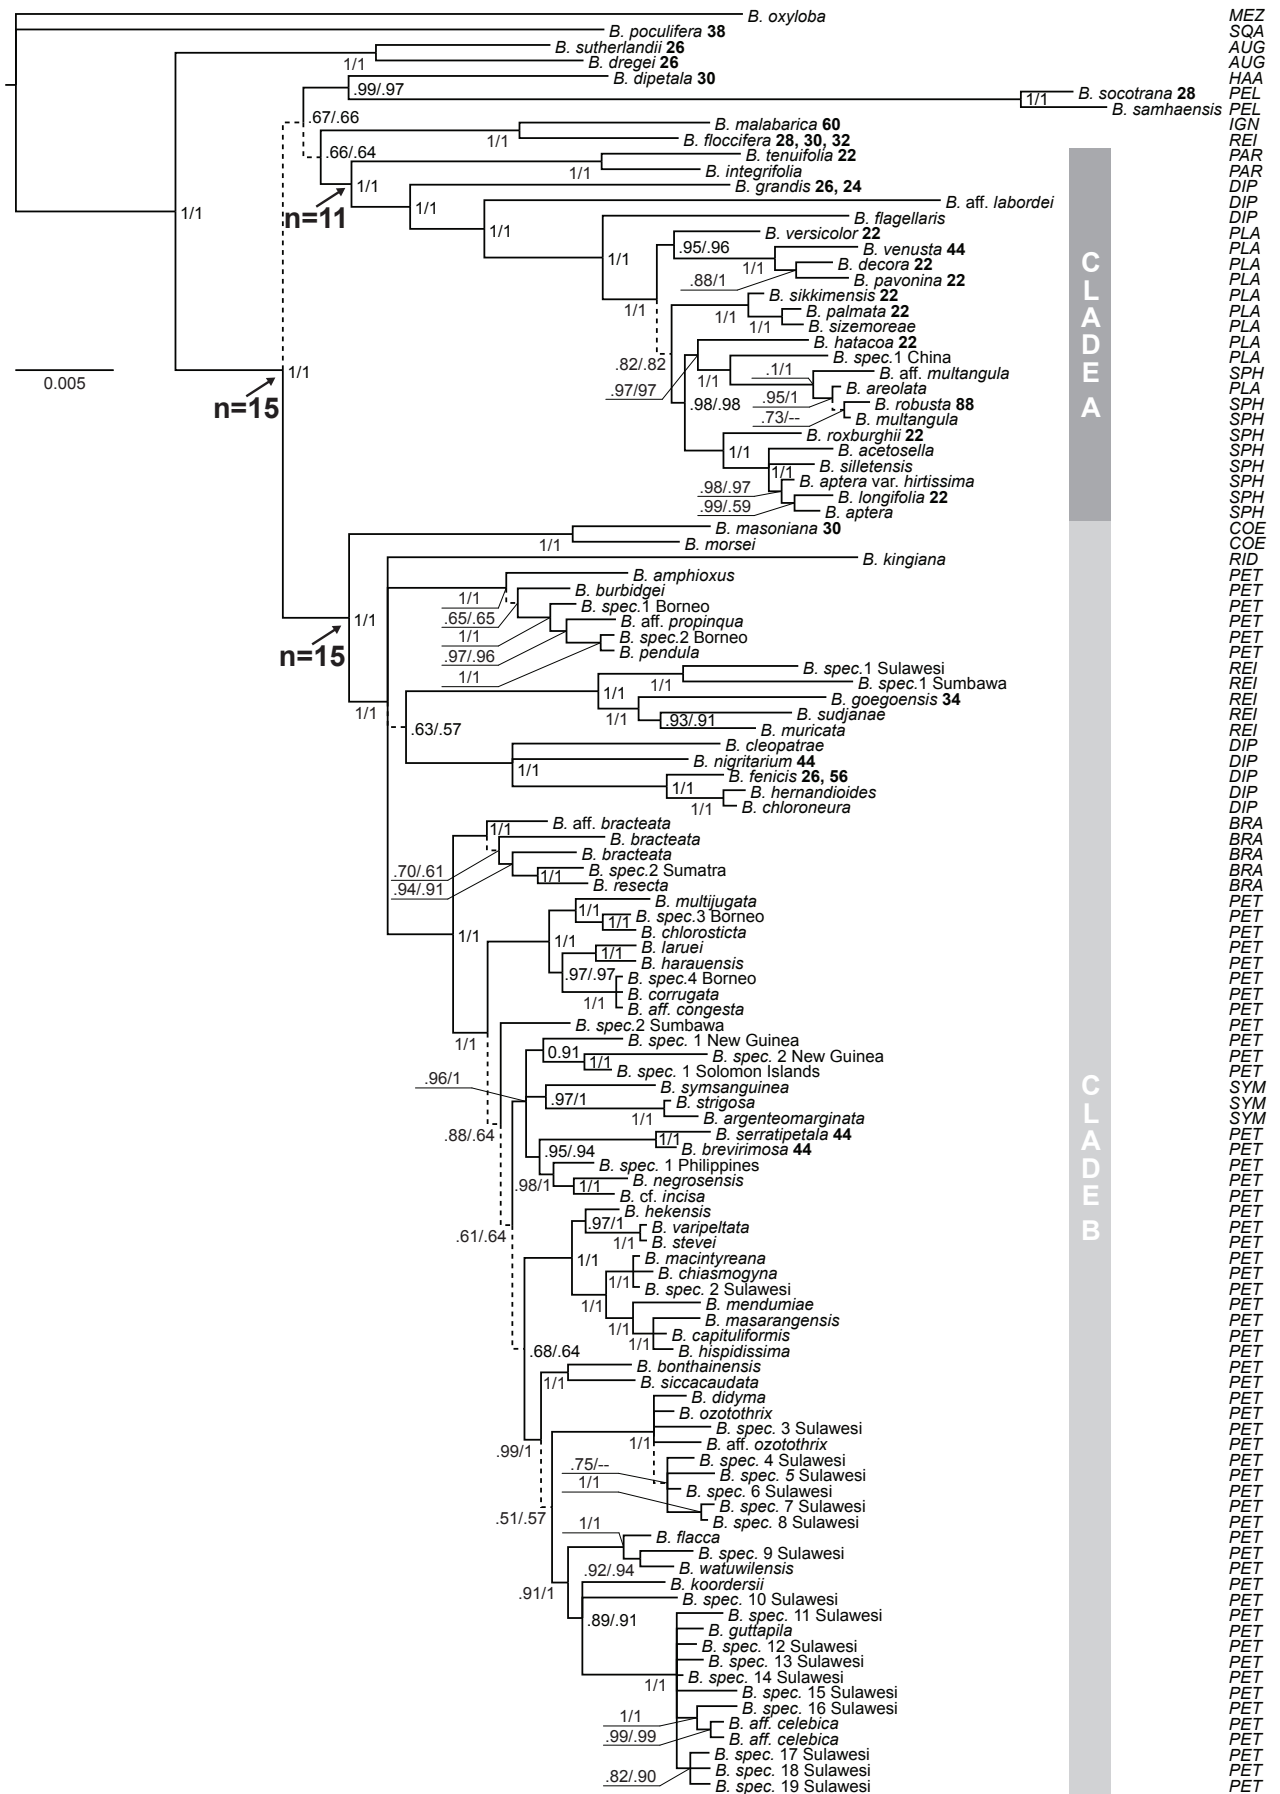 B. oxyloba MEZ
B. poculifera 38 SQA
B. sutherlandii 26 AUG
B. dregei 26 AUG
1/1
B. dipetala 30 HAA
.99/.97
B. socotrana 28 PEL
1/1
B. samhaensis PEL
.67/.66
B. malabarica 60 IGN
1/1
B. floccifera 28, 30, 32 REI
.66/.64
B. tenuifolia 22 PAR
1/1
B. integrifolia PAR
1/1
B. grandis 26, 24 DIP
n=11
1/1
1/1
B. aff. labordei DIP
B. flagellaris DIP
1/1
B. versicolor 22 PLA
.95/.96
B. venusta 44 PLA
1/1
1/1
B. decora 22 PLA
.88/1
B. pavonina 22 PLA
B. sikkimensis 22 PLA
1/1
1/1
B. palmata 22 PLA
1/1
B. sizemoreae PLA
B. hatacoa 22 PLA
B. spec.1 China PLA
.82/.82
.1/1
B. aff. multangula SPH
1/1
0.005
1/1
B. areolata PLA
.97/97
.95/1
B. robusta 88 SPH
n=15
.98/.98
.73/--
B. multangula SPH
B. roxburghii 22 SPH
1/1
B. acetosella SPH
B. silletensis SPH
1/1
B. aptera var. hirtissima SPH
.98/.97
B. longifolia 22 SPH
.99/.59
B. aptera SPH
CLADE A
B. masoniana 30 COE
1/1
B. morsei COE
B. kingiana RID
B. amphioxus PET
B. burbidgei PET
1/1
B. spec.1 Borneo PET
.65/.65
B. aff. propinqua PET
1/1
1/1
B. spec.2 Borneo PET
B. pendula PET
n=15
.97/.96
B. spec.1 Sulawesi REI
1/1
1/1
B. spec.1 Sumbawa REI
1/1
B. goegoensis 34 REI
1/1
1/1
B. sudjanae REI
.93/.91
.63/.57
B. muricata REI
B. cleopatrae DIP
B. nigritarium 44 DIP
1/1
B. fenicis 26, 56 DIP
1/1
B. hernandioides DIP
1/1
B. chloroneura DIP
B. aff. bracteata BRA
1/1
B. bracteata BRA
B. bracteata BRA
.70/.61
B. spec.2 Sumatra BRA
1/1
.94/.91
B. resecta BRA
B. multijugata PET
1/1
B. spec.3 Borneo PET
1/1
B. chlorosticta PET
1/1
1/1
B. laruei PET
1/1
B. harauensis PET
.97/.97
B. spec.4 Borneo PET
B. corrugata PET
1/1
B. aff. congesta PET
B. spec.2 Sumbawa PET
1/1
B. spec. 1 New Guinea PET
0.91
B. spec. 2 New Guinea PET
1/1
B. spec. 1 Solomon Islands PET
.96/1
B. symsanguinea SYM
CLADE B
.97/1
B. strigosa SYM
1/1
B. argenteomarginata SYM
.88/.64
B. serratipetala 44 PET
1/1
B. brevirimosa 44 PET
.95/.94
B. spec. 1 Philippines PET
B. negrosensis PET
.98/1
1/1
B. cf. incisa PET
B. hekensis PET
.61/.64
.97/1
B. varipeltata PET
1/1
B. stevei PET
1/1
B. macintyreana PET
B. chiasmogyna PET
1/1
B. spec. 2 Sulawesi PET
1/1
B. mendumiae PET
B. masarangensis PET
1/1
B. capituliformis PET
1/1
.68/.64
B. hispidissima PET
B. bonthainensis PET
1/1
B. siccacaudata PET
B. didyma PET
B. ozotothrix PET
B. spec. 3 Sulawesi PET
.99/1
1/1
B. aff. ozotothrix PET
.75/--
B. spec. 4 Sulawesi PET
B. spec. 5 Sulawesi PET
1/1
B. spec. 6 Sulawesi PET
B. spec. 7 Sulawesi PET
.51/.57
B. spec. 8 Sulawesi PET
1/1
B. flacca PET
B. spec. 9 Sulawesi PET
.92/.94
B. watuwilensis PET
B. koordersii PET
.91/1
B. spec. 10 Sulawesi PET
B. spec. 11 Sulawesi PET
.89/.91
B. guttapila PET
B. spec. 12 Sulawesi PET
B. spec. 13 Sulawesi PET
1/1
B. spec. 14 Sulawesi PET
B. spec. 15 Sulawesi PET
B. spec. 16 Sulawesi PET
1/1
B. aff. celebica PET
.99/.99
B. aff. celebica PET
B. spec. 17 Sulawesi PET
B. spec. 18 Sulawesi PET
.82/.90
B. spec. 19 Sulawesi PET